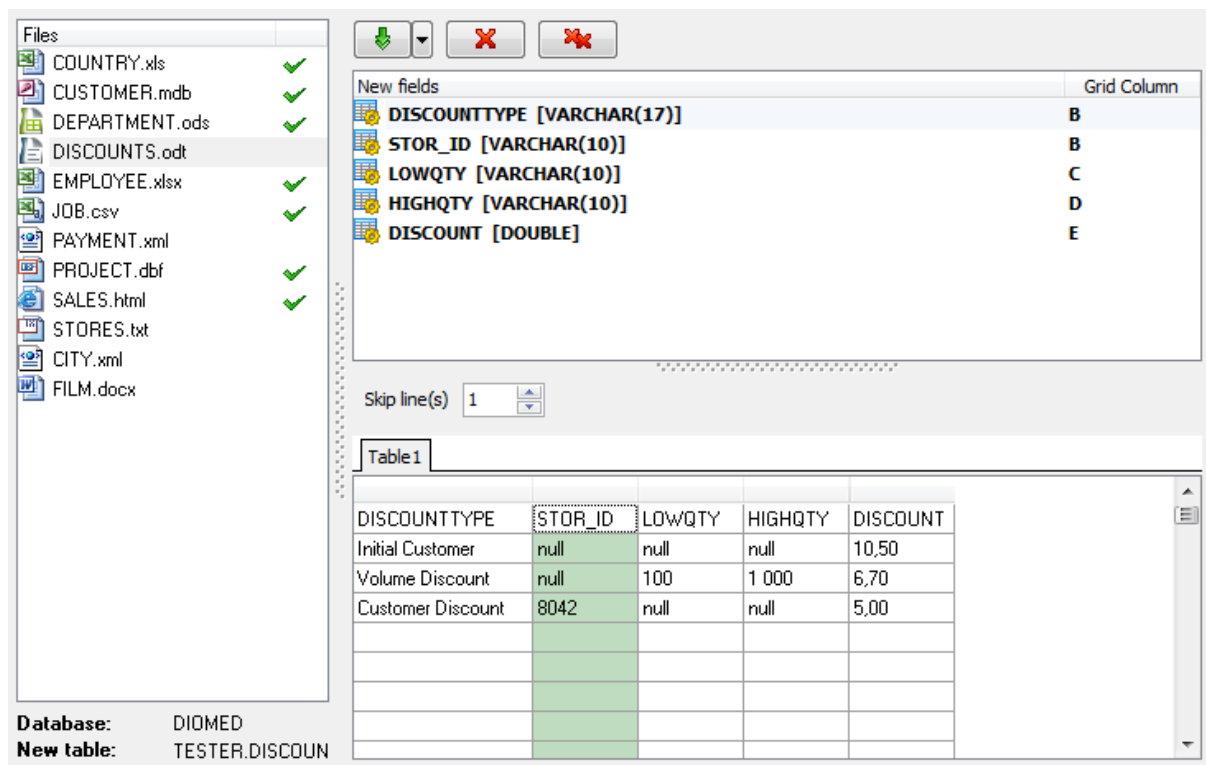 Files
COUNTRY.xls
CUSTOMER.mdb
DEPARTMENT.ods
DISCOUNTS.odt
EMPLOYEE.xlsx
JOB.csv
PAYMENT.xml
PROJECT.dbf
SALES.html
STORES.txt
CITY.xml
FILM.docx
Database: DIOMED
New table: TESTER.DISCOUN
New fields Grid Column
DISCOUNTTYPE [VARCHAR(17)] B
STOR_ID [VARCHAR(10)] B
LOWQTY [VARCHAR(10)] C
HIGHQTY [VARCHAR(10)] D
DISCOUNT [DOUBLE] E
Skip line(s) 1
Table1
DISCOUNTTYPE STOR_ID LOWQTY HIGHQTY DISCOUNT
Initial Customer null null null 10,50
Volume Discount null 100 1 000 6,70
Customer Discount 8042 null null 5,00